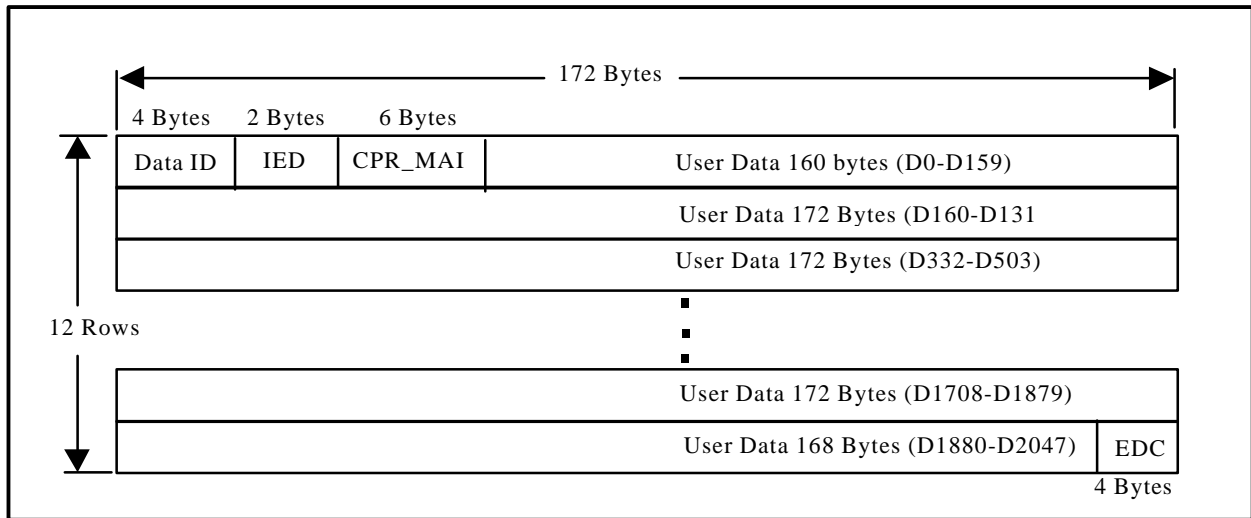 172 Bytes
4 Bytes 2 Bytes 6 Bytes
Data ID IED CPR_MAI User Data 160 bytes (D0-D159)
User Data 172 Bytes (D160-D131
User Data 172 Bytes (D332-D503)
12 Rows
User Data 172 Bytes (D1708-D1879)
User Data 168 Bytes (D1880-D2047) EDC
4 Bytes